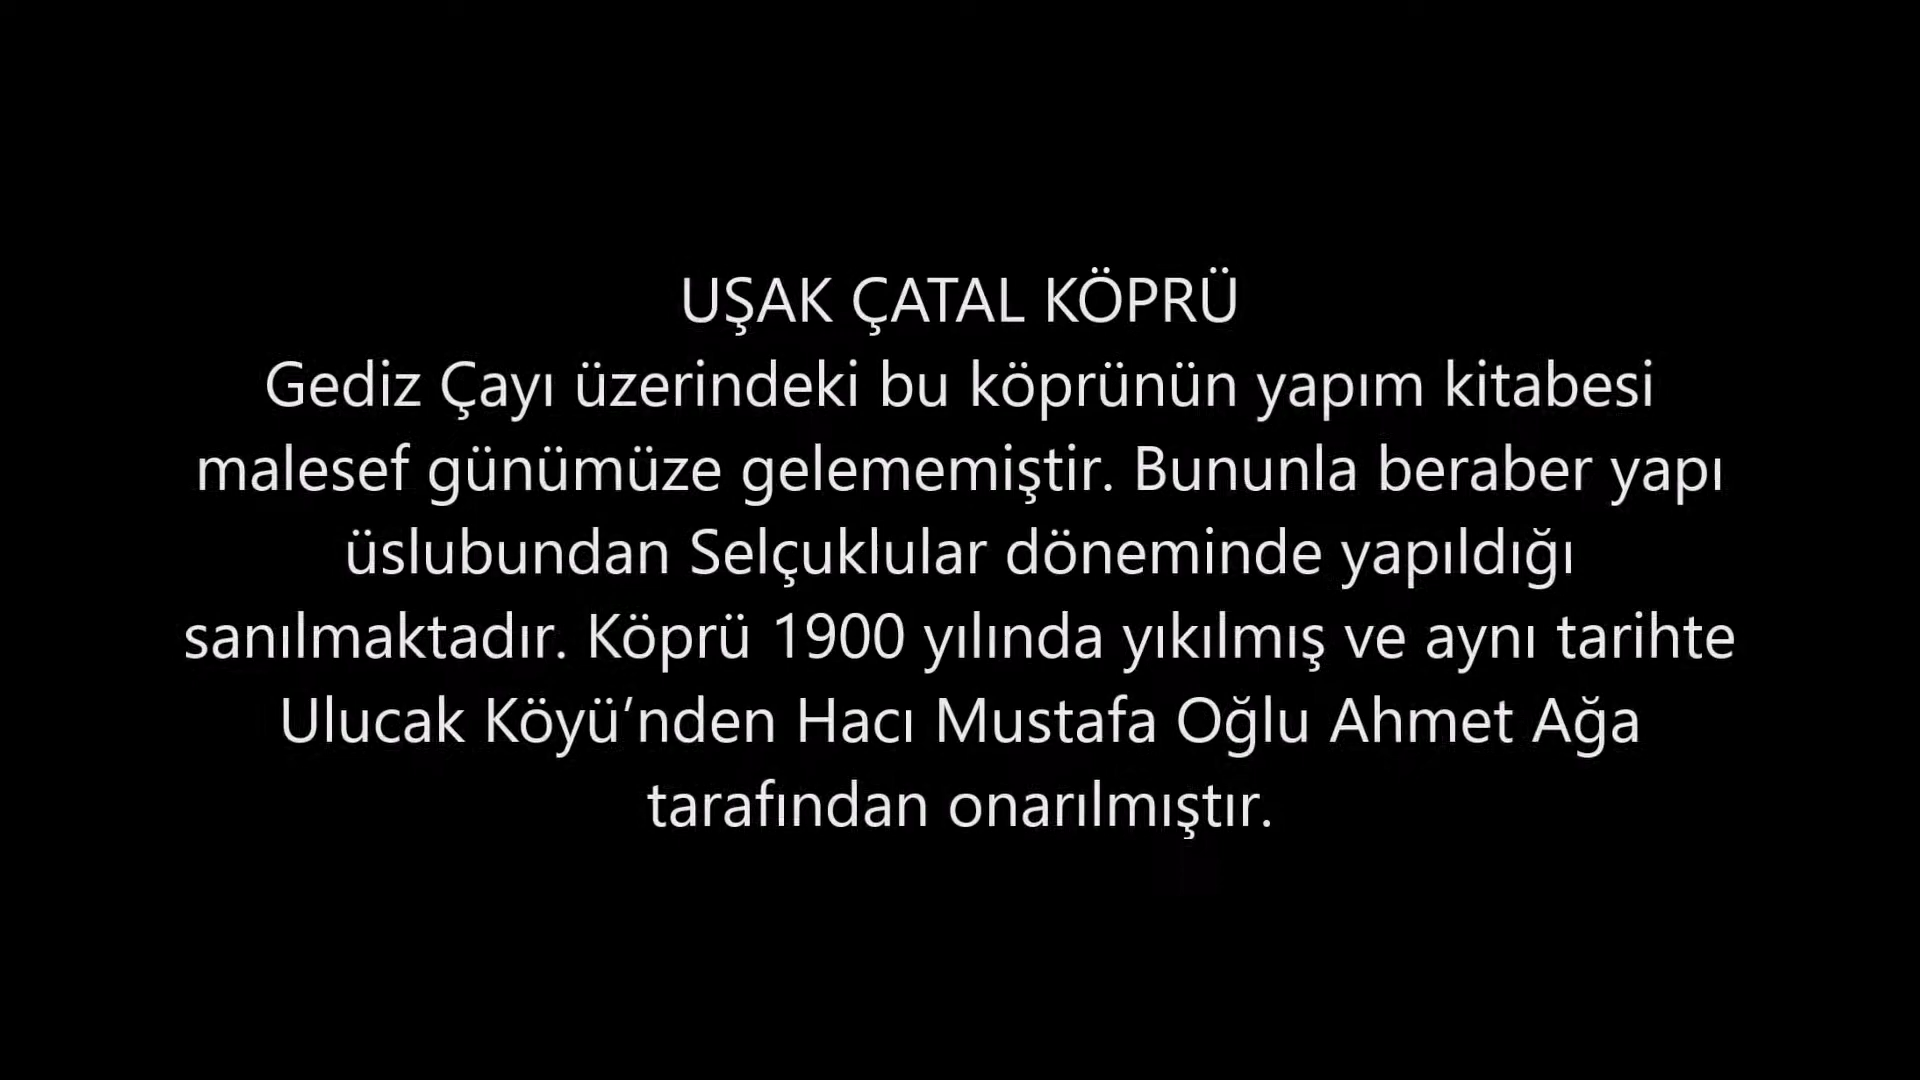 UŞAK ÇATAL KÖPRÜ
Gediz Çayı üzerindeki bu köprünün yapım kitabesi
malesef günümüze gelememiştir. Bununla beraber yapı
üslubundan Selçuklular döneminde yapıldığı
sanılmaktadır. Köprü 1900 yılında yıkılmış ve aynı tarihte
Ulucak Köyü’nden Hacı Mustafa Oğlu Ahmet Ağa
tarafından onarılmıştır.